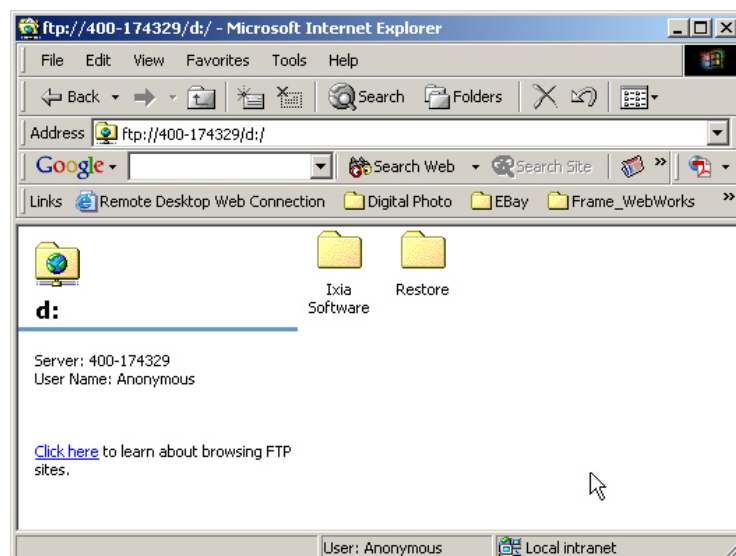 ftp://400-174329/d:/ - Microsoft Internet Explorer
File Edit View Favorites Tools Help
Back Search Folders
Address ftp://400-174329/d:/
Google Search Web Search Site »
Links Remote Desktop Web Connection Digital Photo EBay Frame_WebWorks »
d:
Ixia
Software
Restore
Server: 400-174329
User Name: Anonymous
Click here to learn about browsing FTP
sites.
User: Anonymous Local intranet